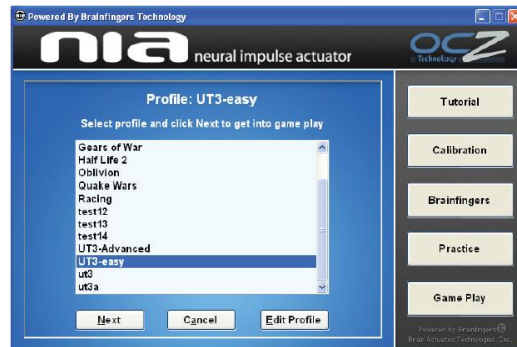 Powered By Brainfingers Technology
nia neural impulse actuator
OCZ
Technology
Profile: UT3-easy
Select profile and click Next to get into game play
Gears of War
Half Life 2
Oblivion
Quake Wars
Racing
test12
test13
test14
UT3-Advanced
UT3-easy
ut3
ut3a
Next
Cancel
Edit Profile
Tutorial
Calibration
Brainfingers
Practice
Game Play
Powered by Brainfingers
Brain Actuated Technologies, Inc.